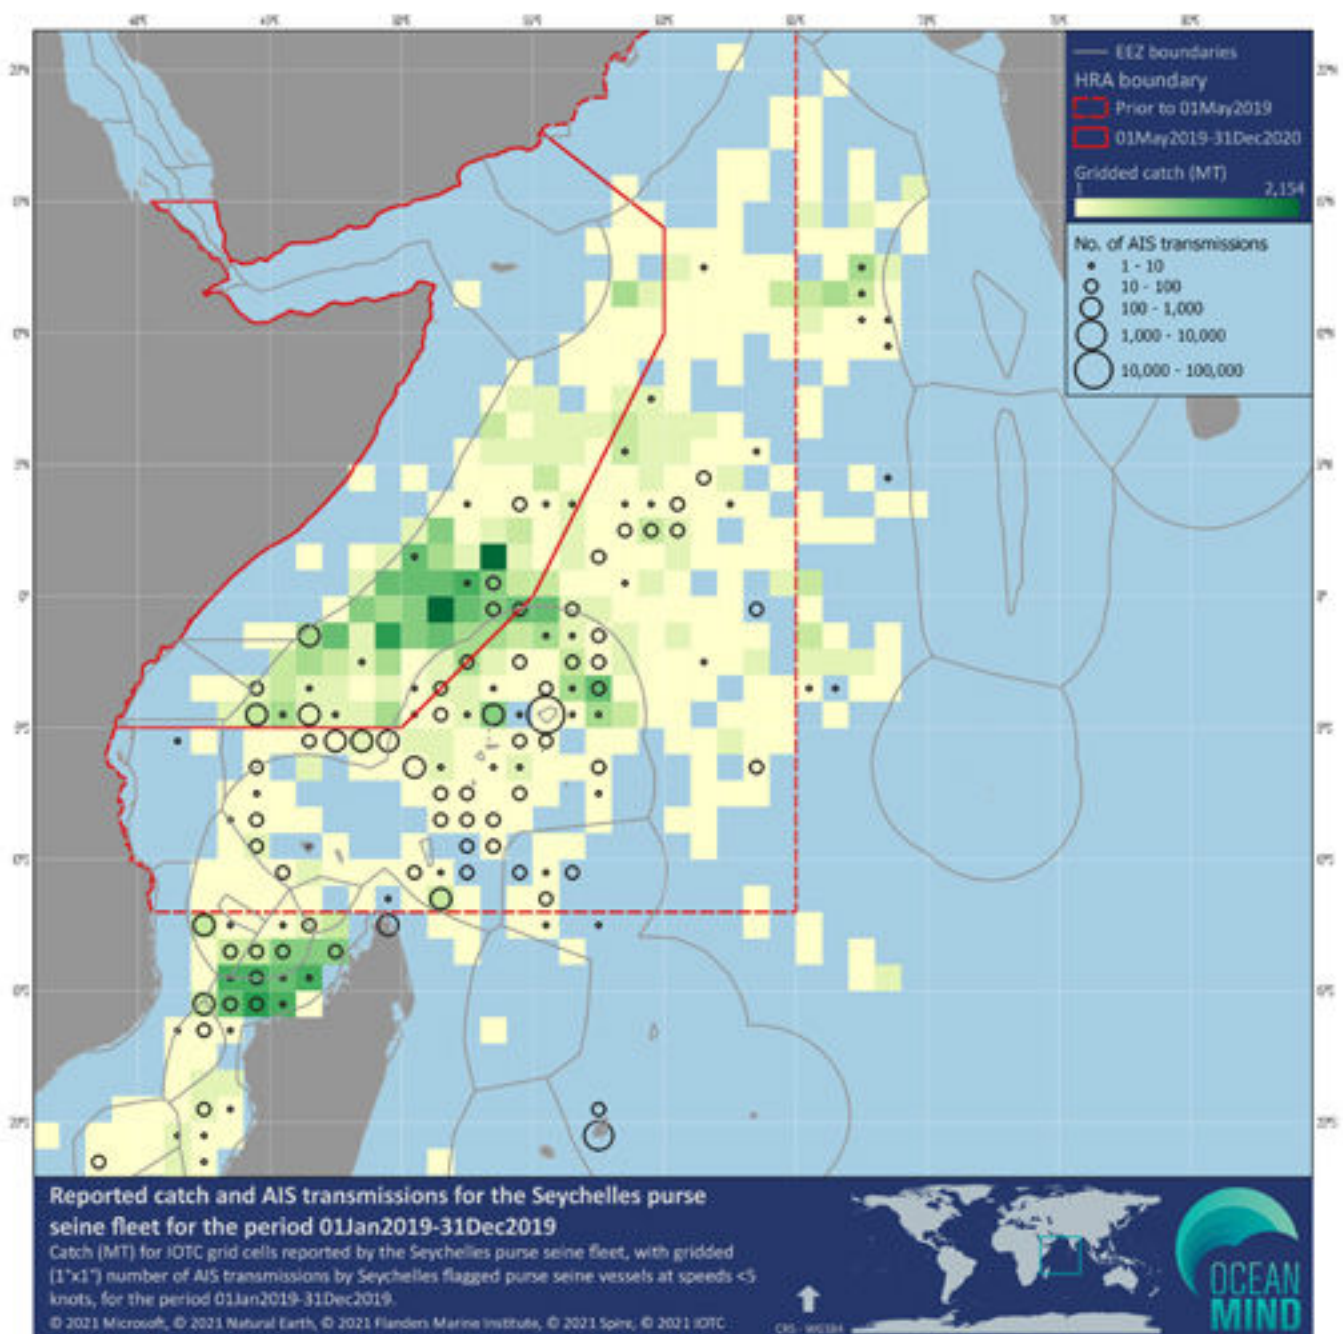 EEZ boundaries
HRA boundary
Prior to 01May2019
01May2019-31Dec2020
Gridded catch (MT)
1 2,154
No. of AIS transmissions
1 - 10
10 - 100
100 - 1,000
1,000 - 10,000
10,000 - 100,000
Reported catch and AIS transmissions for the Seychelles purse
seine fleet for the period 01Jan2019-31Dec2019
Catch (MT) for IOTC grid cells reported by the Seychelles purse seine fleet, with gridded
(1°x1°) number of AIS transmissions by Seychelles flagged purse seine vessels at speeds <5
knots, for the period 01Jan2019-31Dec2019.
© 2021 Microsoft, © 2021 Natural Earth, © 2021 Flanders Marine Institute, © 2021 Spire, © 2021 IOTC
CRS - WGS84
OCEAN
MIND